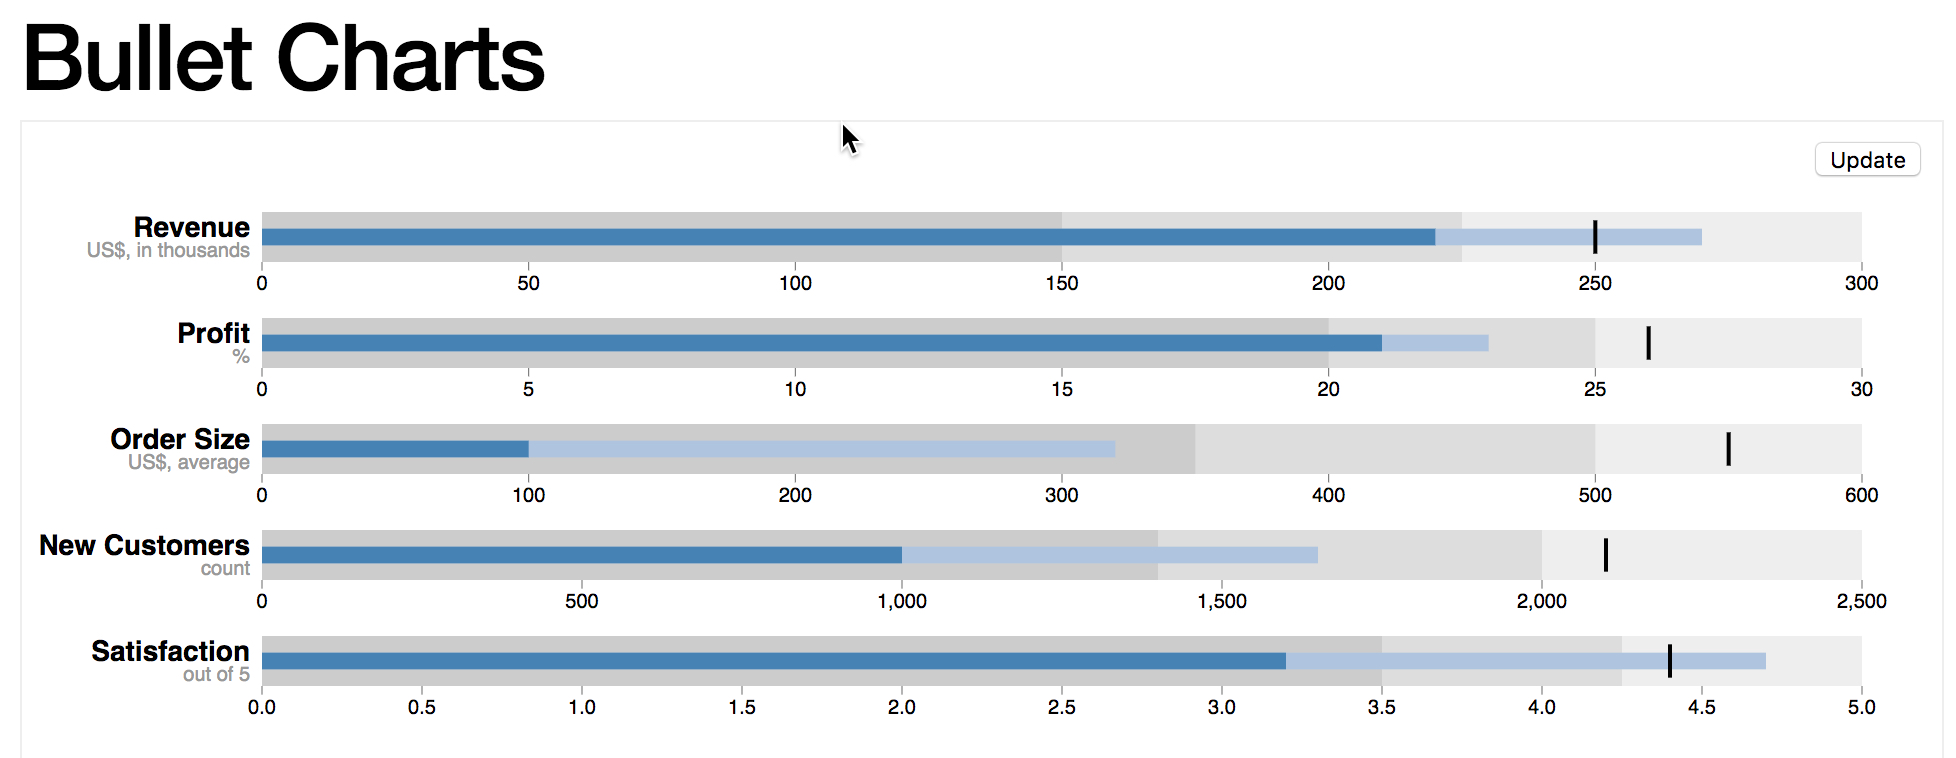 Bullet Charts
Update
Revenue
US$, in thousands
0 50 100 150 200 250 300
Profit
%
0 5 10 15 20 25 30
Order Size
US$, average
0 100 200 300 400 500 600
New Customers
count
0 500 1,000 1,500 2,000 2,500
Satisfaction
out of 5
0.0 0.5 1.0 1.5 2.0 2.5 3.0 3.5 4.0 4.5 5.0